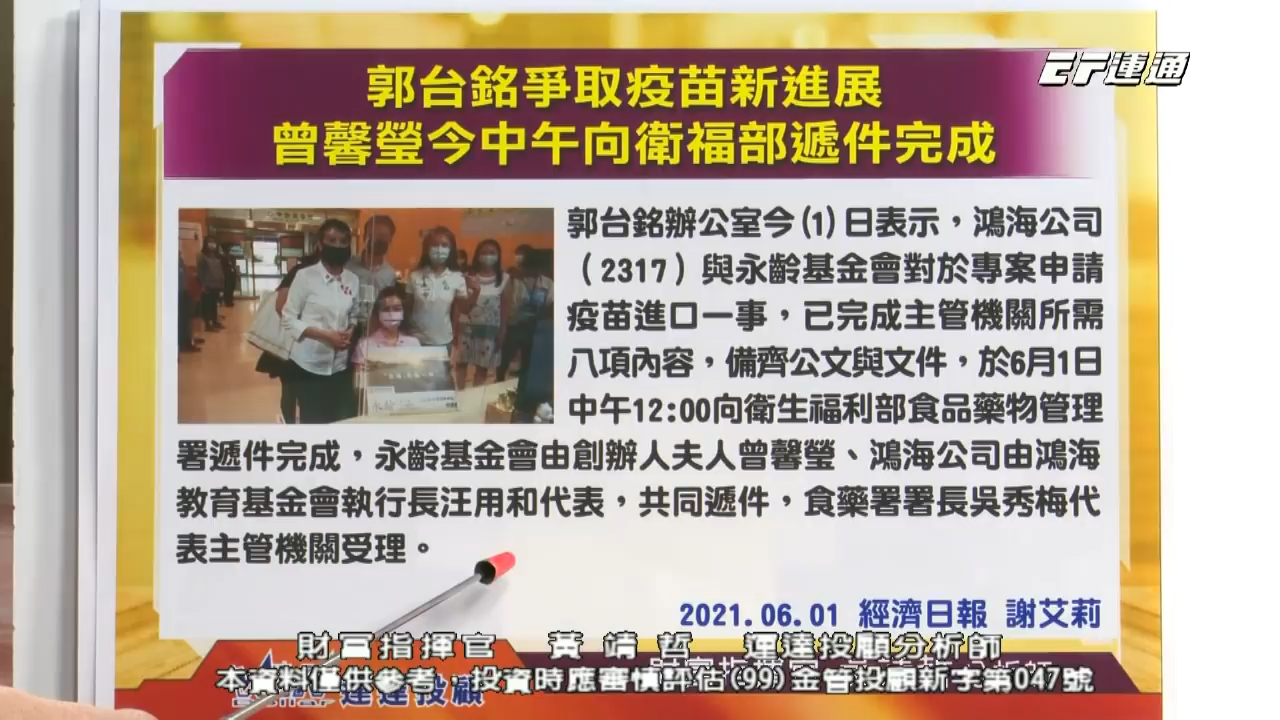 EF運通
郭台銘爭取疫苗新進展
曾馨瑩今中午向衛福部遞件完成
郭台銘辦公室今(1)日表示，鴻海公司
（2317）與永齡基金會對於專案申請
疫苗進口一事，已完成主管機關所需
八項內容，備齊公文與文件，於6月1日
中午12:00向衛生福利部食品藥物管理
署遞件完成，永齡基金會由創辦人夫人曾馨瑩、鴻海公司由鴻海
教育基金會執行長汪用和代表，共同遞件，食藥署署長吳秀梅代
表主管機關受理。
2021.06.01 經濟日報 謝艾莉
財富指揮官 黃靖哲 運達投顧分析師
本資料僅供參考，投資時應審慎評估(99)金管投顧新字第047號
運達投顧